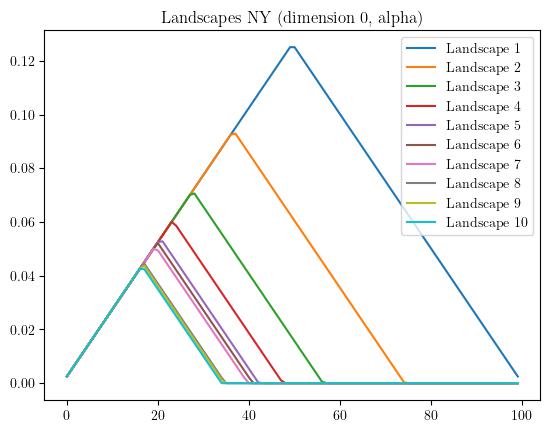 Landscapes NY (dimension 0, alpha)
0.12
0.10
0.08
0.06
0.04
0.02
0.00
0 20 40 60 80 100
Landscape 1
Landscape 2
Landscape 3
Landscape 4
Landscape 5
Landscape 6
Landscape 7
Landscape 8
Landscape 9
Landscape 10